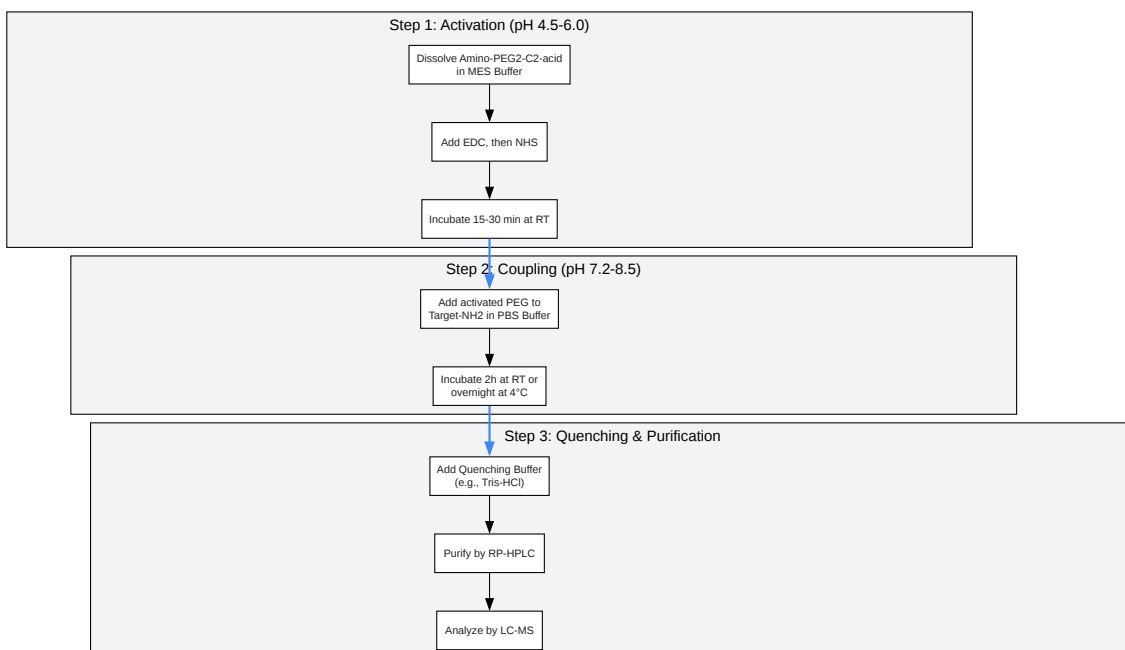 Step 1: Activation (pH 4.5-6.0)
Dissolve Amino-PEG2-C2-acid
in MES Buffer
Add EDC, then NHS
Incubate 15-30 min at RT
Step 2: Coupling (pH 7.2-8.5)
Add activated PEG to
Target-NH2 in PBS Buffer
Incubate 2h at RT or
overnight at 4°C
Step 3: Quenching & Purification
Add Quenching Buffer
(e.g., Tris-HCl)
Purify by RP-HPLC
Analyze by LC-MS